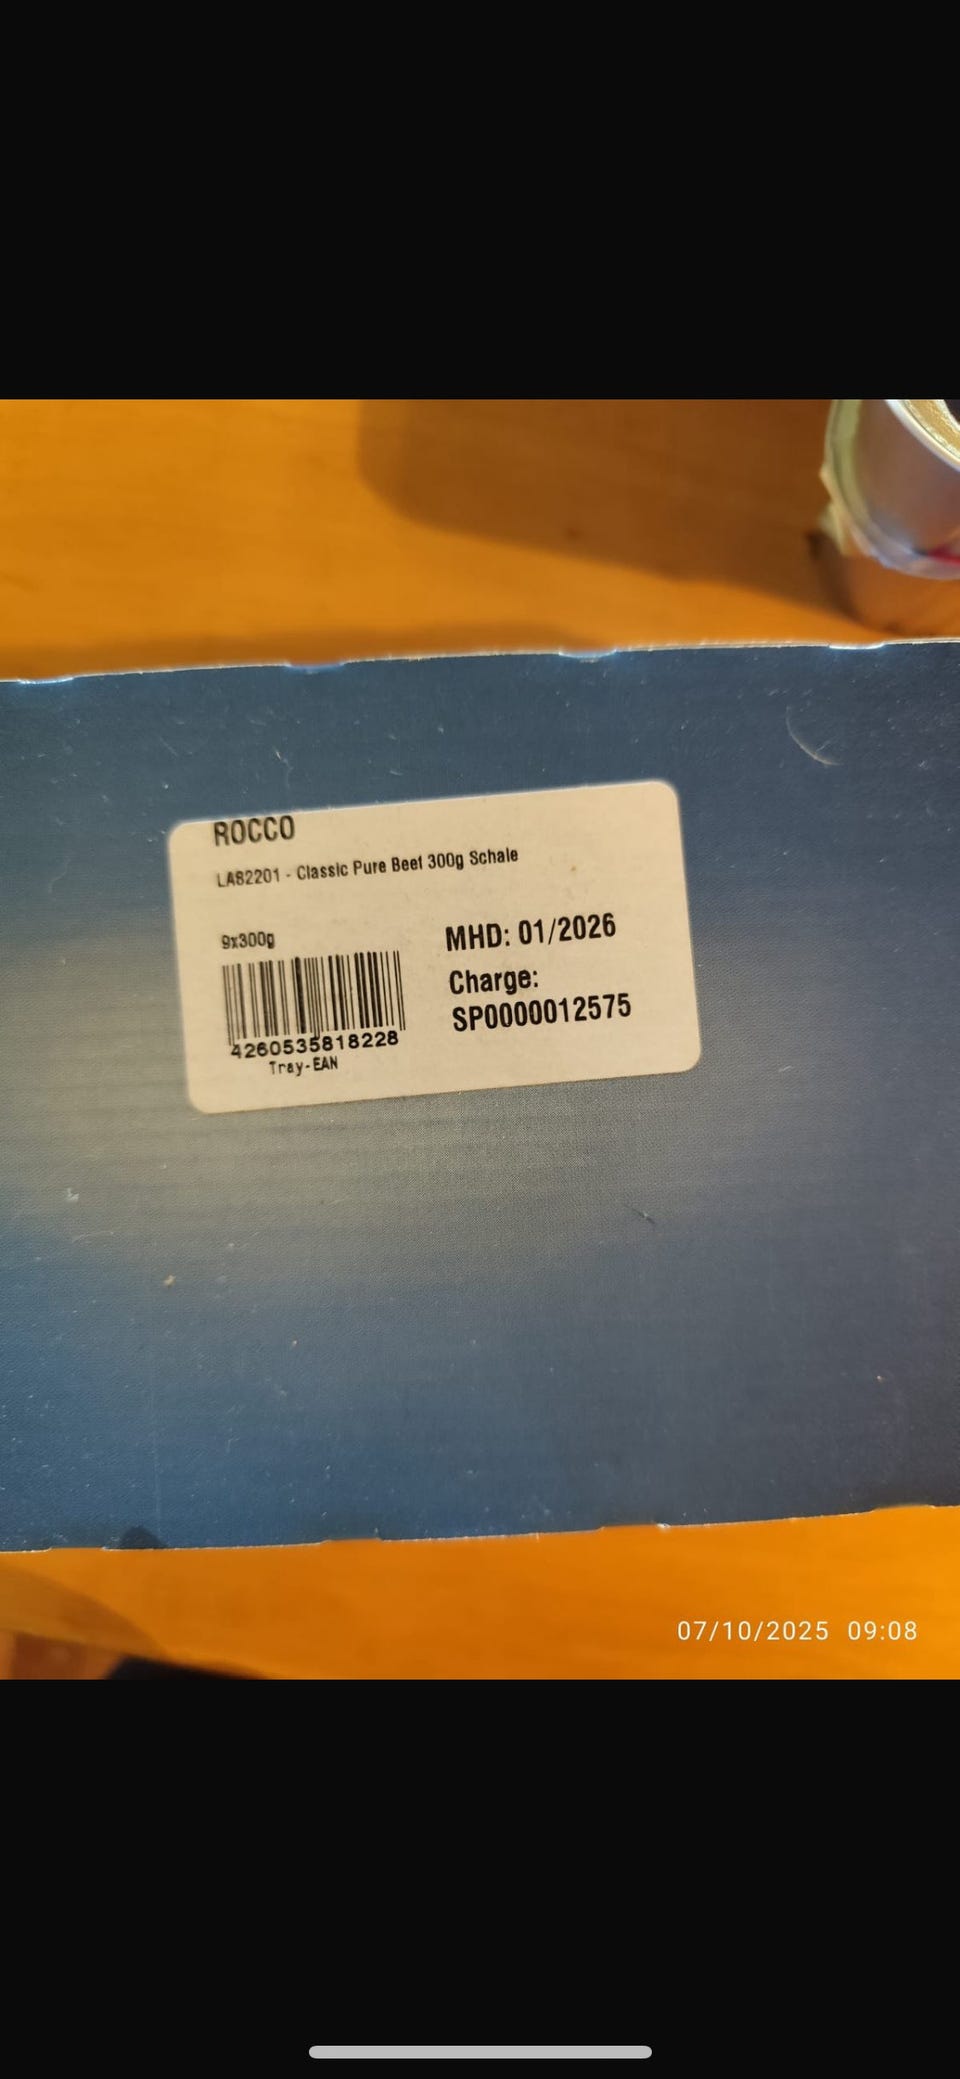 ROCCO
LA82201 - Classic Pure Beef 300g Schale
9x300g
MHD: 01/2026
Charge:
SP0000012575
4260535818228
Tray-EAN
07/10/2025 09:08